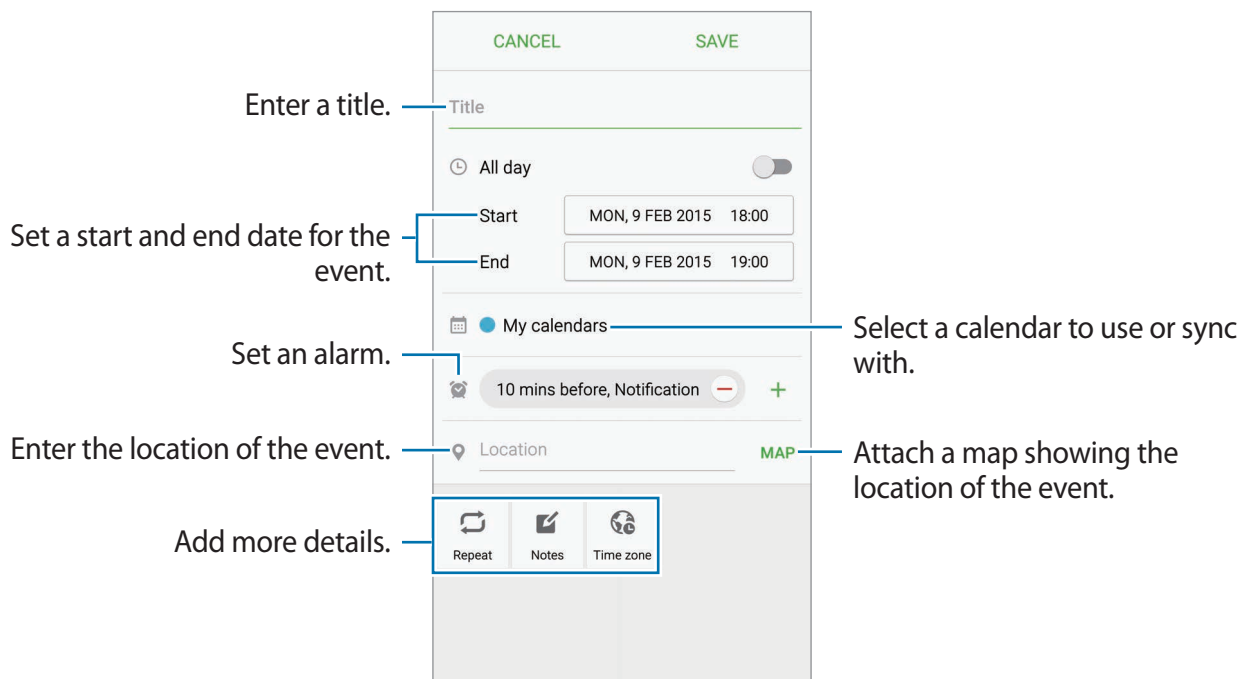 CANCEL SAVE
Enter a title.
Title
All day
Start MON, 9 FEB 2015 18:00
Set a start and end date for the
event.
End MON, 9 FEB 2015 19:00
My calendars
Select a calendar to use or sync
with.
Set an alarm.
10 mins before, Notification
Enter the location of the event.
Location
MAP
Attach a map showing the
location of the event.
Add more details.
Repeat Notes Time zone